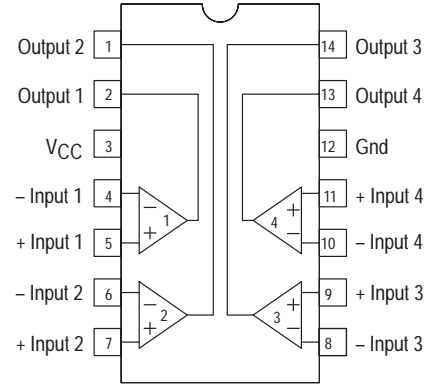 Output 2 1 14 Output 3
Output 1 2 13 Output 4
VCC 3 12 Gnd
– Input 1 4 − 1 + 4 11 + Input 4
+ Input 1 5 + − 10 – Input 4
– Input 2 6 − 2 + 3 9 + Input 3
+ Input 2 7 + − 8 – Input 3